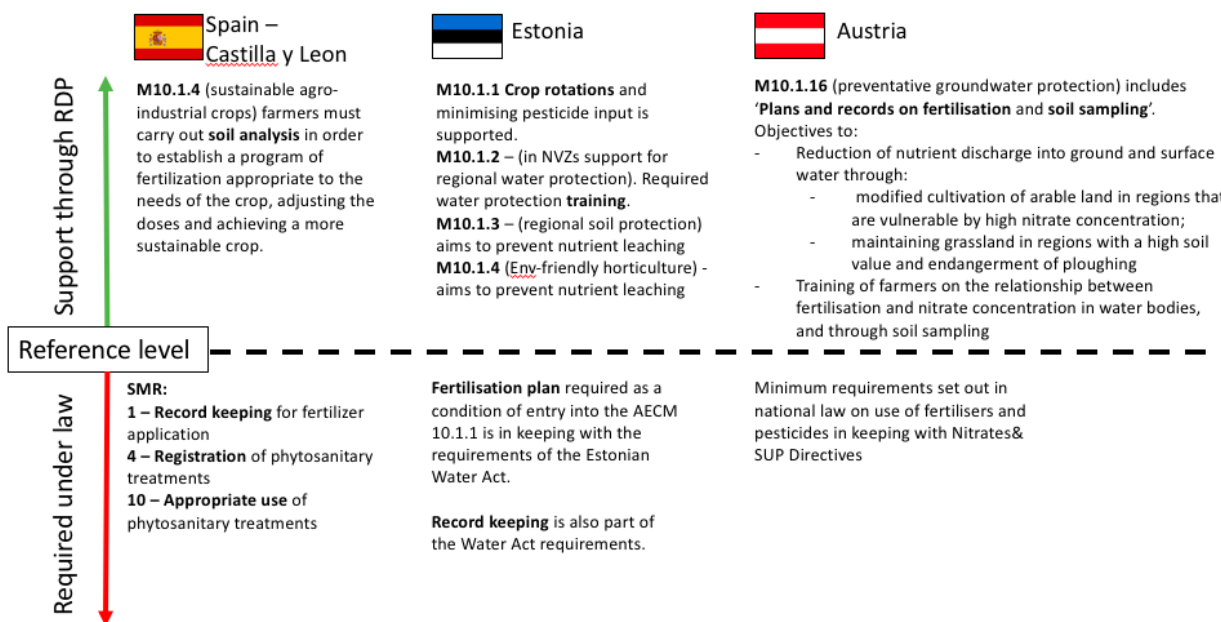 Spain –
Castilla y Leon
Estonia
Austria
Support through RDP
M10.1.4 (sustainable agro-
industrial crops) farmers must
carry out soil analysis in order
to establish a program of
fertilization appropriate to the
needs of the crop, adjusting the
doses and achieving a more
sustainable crop.
M10.1.1 Crop rotations and
minimising pesticide input is
supported.
M10.1.2 – (in NVZs support for
regional water protection). Required
water protection training.
M10.1.3 – (regional soil protection)
aims to prevent nutrient leaching
M10.1.4 (Env-friendly horticulture) -
aims to prevent nutrient leaching
M10.1.16 (preventative groundwater protection) includes
‘Plans and records on fertilisation and soil sampling’.
Objectives to:
- Reduction of nutrient discharge into ground and surface
water through:
- modified cultivation of arable land in regions that
are vulnerable by high nitrate concentration;
- maintaining grassland in regions with a high soil
value and endangerment of ploughing
- Training of farmers on the relationship between
fertilisation and nitrate concentration in water bodies,
and through soil sampling
Reference level
Required under law
SMR:
1 – Record keeping for fertilizer
application
4 – Registration of phytosanitary
treatments
10 – Appropriate use of
phytosanitary treatments
Fertilisation plan required as a
condition of entry into the AECM
10.1.1 is in keeping with the
requirements of the Estonian
Water Act.
Record keeping is also part of
the Water Act requirements.
Minimum requirements set out in
national law on use of fertilisers and
pesticides in keeping with Nitrates&
SUP Directives